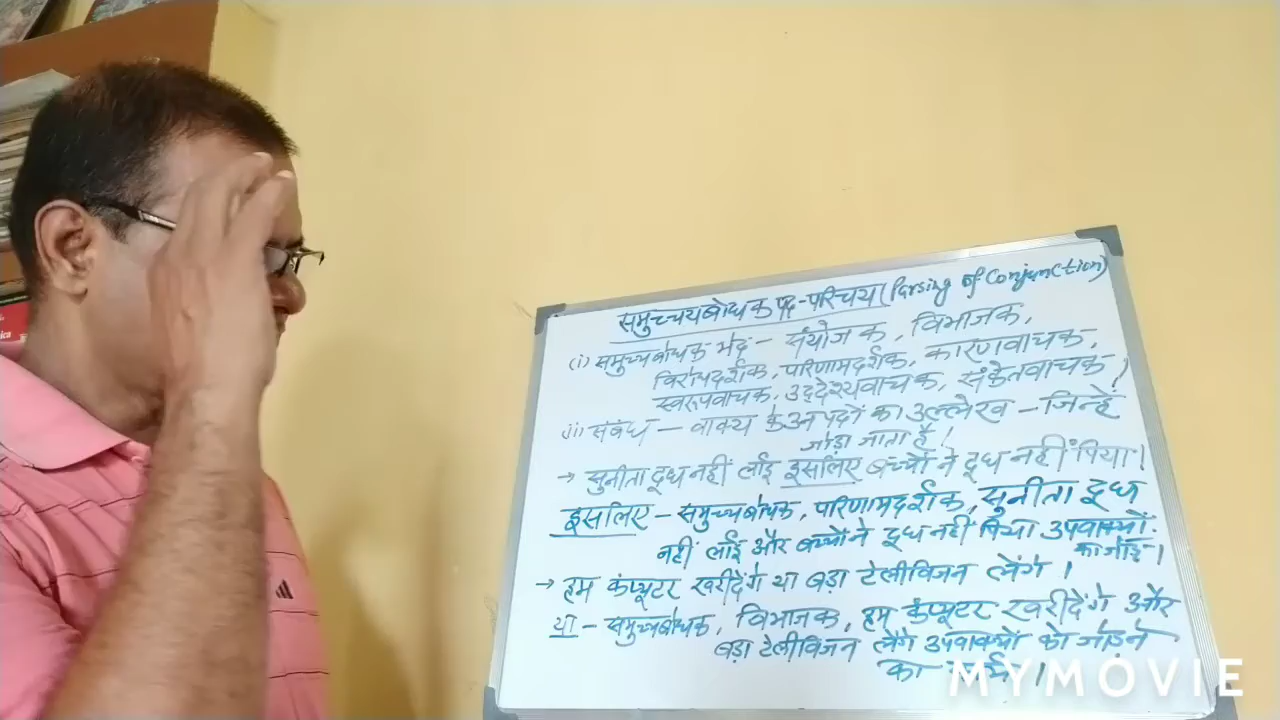 समुच्चयबोधक पद-परिचय (Parsing of Conjunction)
(i) समुच्चयबोधक भेद - संयोजक, विभाजक,
विरोधदर्शक, परिणामदर्शक, कारणवाचक,
स्वरूपवाचक, उद्देश्यवाचक, संकेतवाचक।
(ii) संबंध - वाक्य के उन पदों का उल्लेख - जिन्हें
जोड़ा जाता है।
→ सुनीता दूध नहीं लाई इसलिए बच्चों ने दूध नहीं पिया।
इसलिए - समुच्चबोधक, परिणामदर्शक, सुनीता दूध
नहीं लाई और बच्चों ने दूध नहीं पिया उपवाक्यों
का जोड़।
→ हम कंप्यूटर खरीदेंगे या बड़ा टेलीविजन लेंगे।
या - समुच्चबोधक, विभाजक, हम कंप्यूटर खरीदेंगे और
बड़ा टेलीविजन लेंगे उपवाक्यों को जोड़ने
का
MYMOVIE